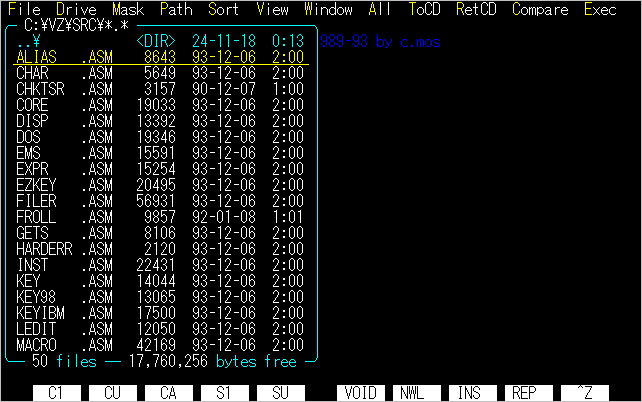 File Drive Mask Path Sort View Window All ToCD RetCD Compare Exec
C:¥VZ¥SRC¥*.*
..¥ <DIR> 24-11-18 0:13 939-93 by c.mos
ALIAS .ASM 8643 93-12-06 2:00
CHAR .ASM 5649 93-12-06 2:00
CHKTSR .ASM 3157 90-12-07 1:00
CORE .ASM 19033 93-12-06 2:00
DISP .ASM 13392 93-12-06 2:00
DOS .ASM 19346 93-12-06 2:00
EMS .ASM 15591 93-12-06 2:00
EXPR .ASM 15254 93-12-06 2:00
EZKEY .ASM 20495 93-12-06 2:00
FILER .ASM 56931 93-12-06 2:00
FROLL .ASM 9857 92-01-08 1:01
GETS .ASM 8106 93-12-06 2:00
HARDERR .ASM 2120 93-12-06 2:00
INST .ASM 22431 93-12-06 2:00
KEY .ASM 14044 93-12-06 2:00
KEY98 .ASM 13065 93-12-06 2:00
KEYIBM .ASM 17500 93-12-06 2:00
LEDIT .ASM 12050 93-12-06 2:00
MACRO .ASM 42169 93-12-06 2:00
50 files 17,760,256 bytes free
C1 CU CA S1 SU VOID NWL INS REP ^Z